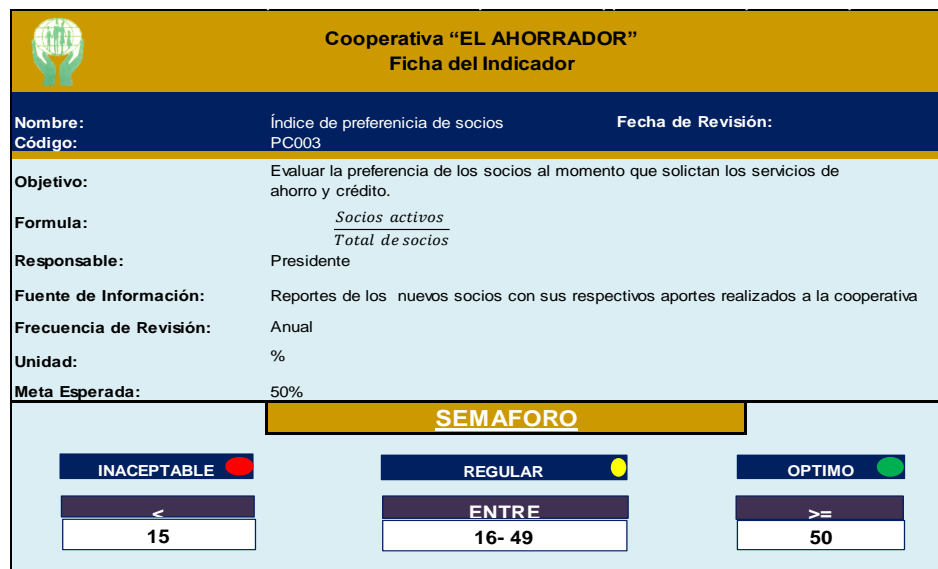 Cooperativa “EL AHORRADOR”
Ficha del Indicador
Nombre: Índice de preferenicia de socios Fecha de Revisión:
Código: PC003
Objetivo: Evaluar la preferencia de los socios al momento que solictan los servicios de
ahorro y crédito.
Formula: Socios activos
Total de socios
Responsable: Presidente
Fuente de Información: Reportes de los nuevos socios con sus respectivos aportes realizados a la cooperativa
Frecuencia de Revisión: Anual
Unidad: %
Meta Esperada: 50%
SEMAFORO
INACEPTABLE REGULAR OPTIMO
< ENTRE >=
15 16- 49 50